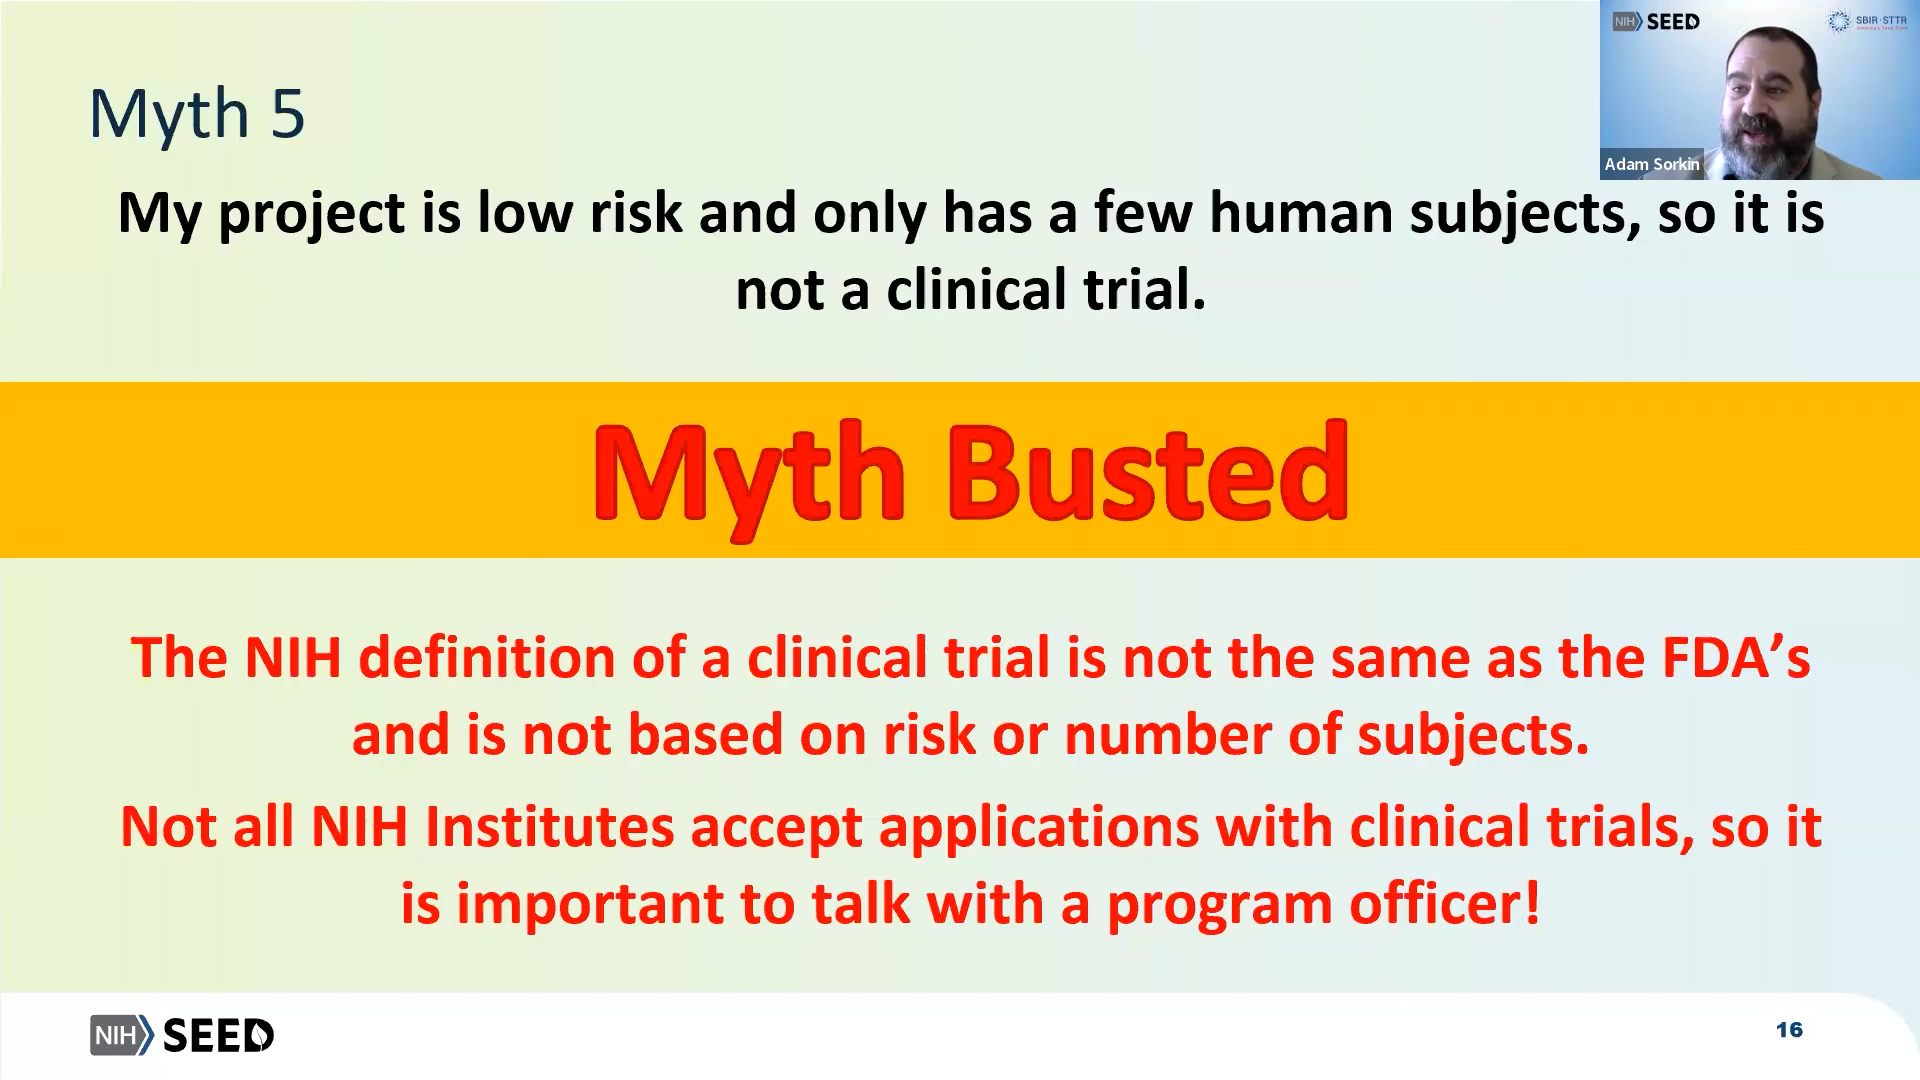 NIH SEED
SBIR·STTR
America's Seed Fund
Adam Sorkin
Myth 5
My project is low risk and only has a few human subjects, so it is
not a clinical trial.
Myth Busted
The NIH definition of a clinical trial is not the same as the FDA’s
and is not based on risk or number of subjects.
Not all NIH Institutes accept applications with clinical trials, so it
is important to talk with a program officer!
NIH SEED
16